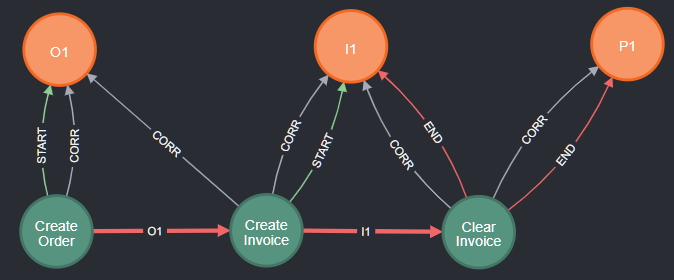 O1
I1
P1
START
CORR
CORR
CORR
START
CORR
END
CORR
END
Create
Order
O1
Create
Invoice
I1
Clear
Invoice